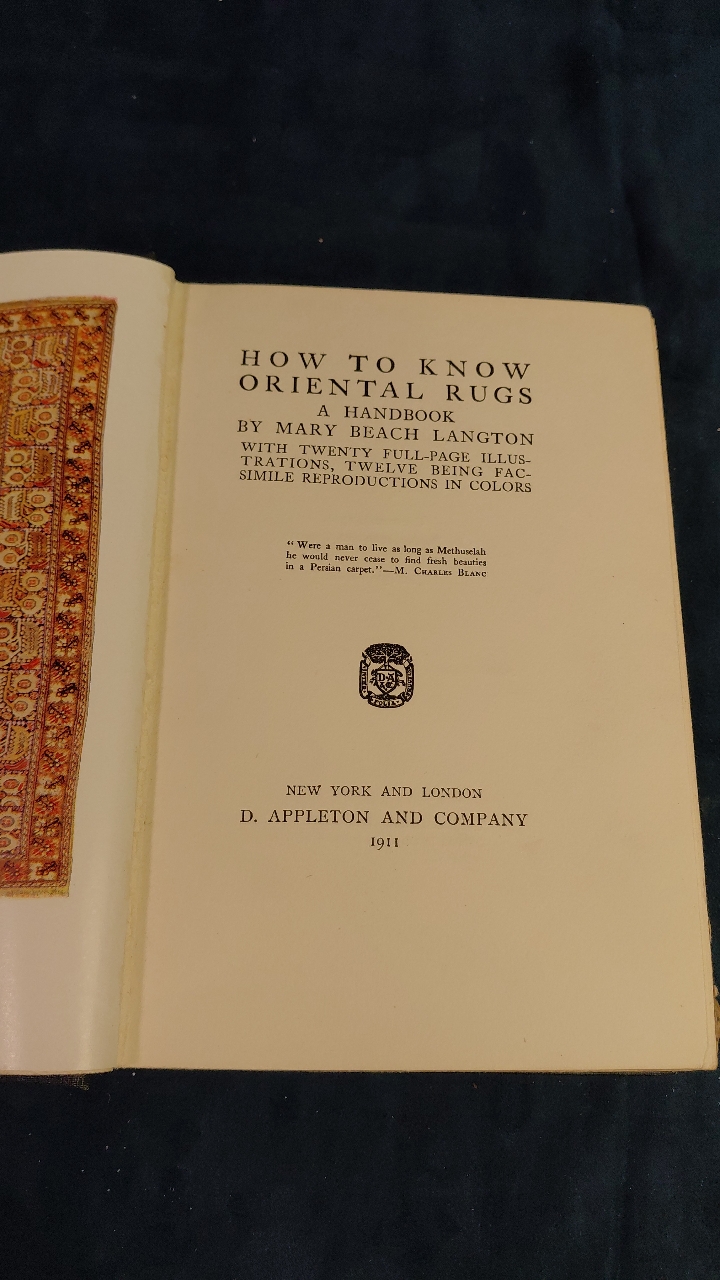 HOW TO KNOW
ORIENTAL RUGS
A HANDBOOK
BY MARY BEACH LANGTON
WITH TWENTY FULL-PAGE ILLUS-
TRATIONS, TWELVE BEING FAC-
SIMILE REPRODUCTIONS IN COLORS
“Were a man to live as long as Methuselah
he would never cease to find fresh beauties
in a Persian carpet.”—M. CHARLES BLANC
D·A
&C
FOLIA
NEW YORK AND LONDON
D. APPLETON AND COMPANY
1911